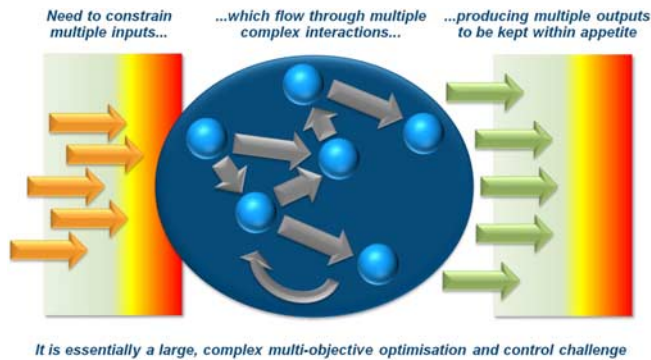 Need to constrain
multiple inputs...
...which flow through multiple
complex interactions...
...producing multiple outputs
to be kept within appetite
It is essentially a large, complex multi-objective optimisation and control challenge